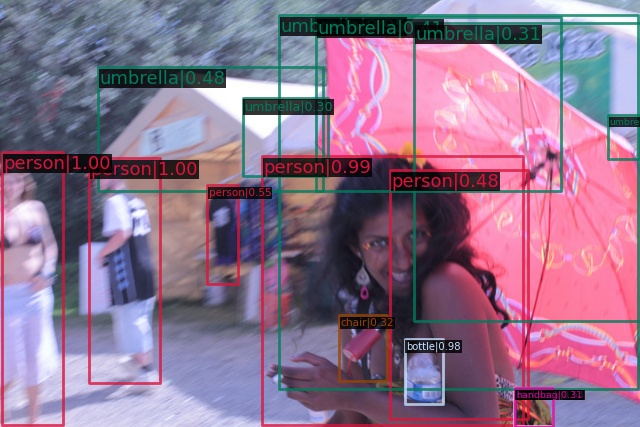 umbrella|0.41
umbrella|0.31
umbrella|0.48
umbrella|0.30
person|1.00
person|1.00
person|0.99
person|0.48
person|0.55
chair|0.32
bottle|0.98
handbag|0.31